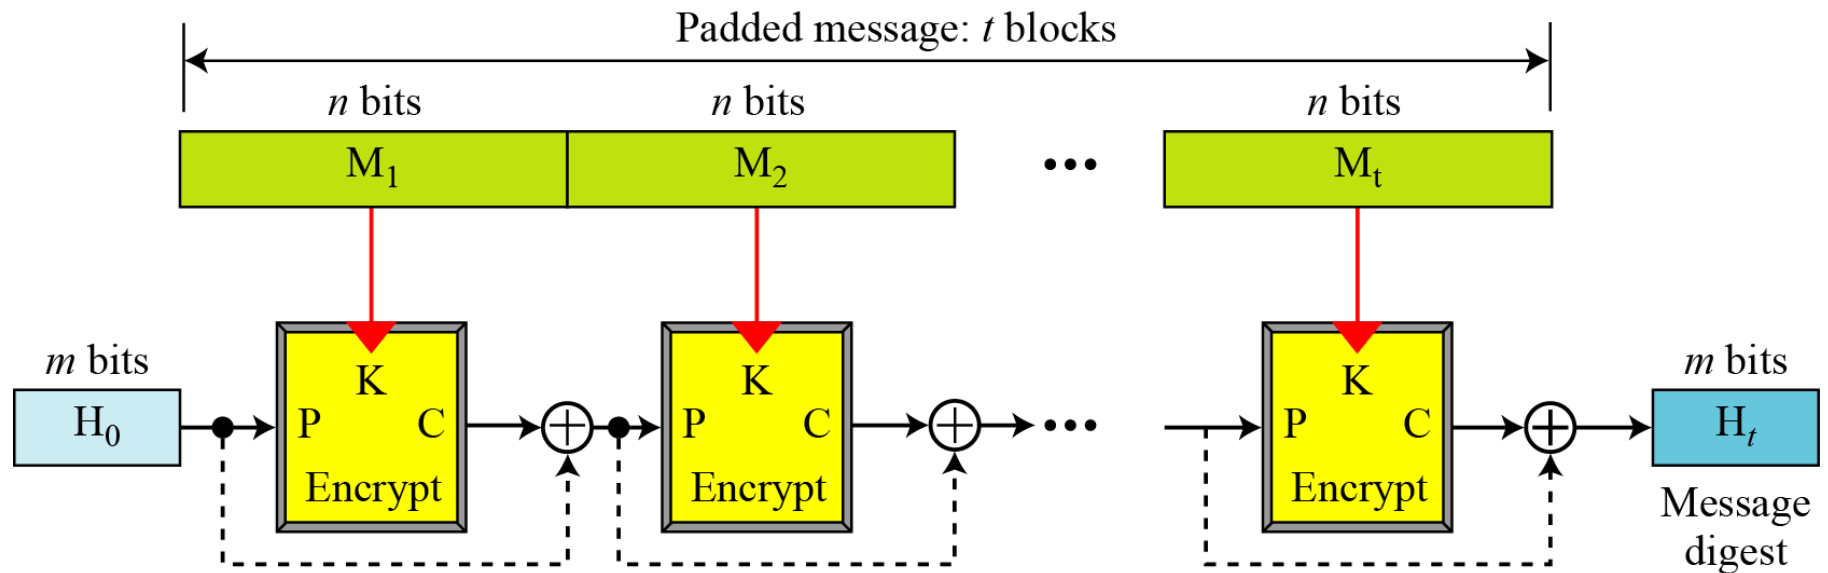 Padded message: t blocks
n bits n bits n bits
M1 M2 ••• Mt
m bits K K K m bits
H0 P C P C ••• P C Ht
Encrypt Encrypt Encrypt Message
digest